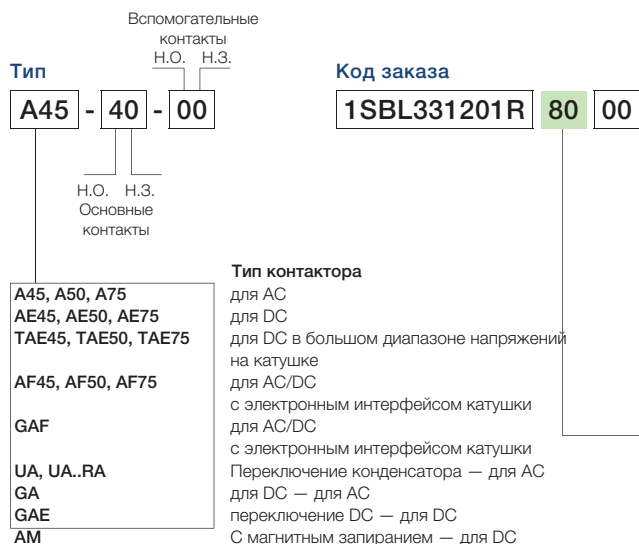 Вспомогательные
контакты
Н.О. Н.З.
Тип
Код заказа
A45 - 40 - 00
1SBL331201R 80 00
Н.О. Н.З.
Основные
контакты
Тип контактора
A45, A50, A75 для AC
AE45, AE50, AE75 для DC
TAE45, TAE50, TAE75 для DC в большом диапазоне напряжений
на катушке
AF45, AF50, AF75 для AC/DC
с электронным интерфейсом катушки
GAF для AC/DC
с электронным интерфейсом катушки
UA, UA..RA Переключение конденсатора — для AC
GA для DC — для AC
GAE переключение DC — для DC
AM С магнитным запиранием — для DC